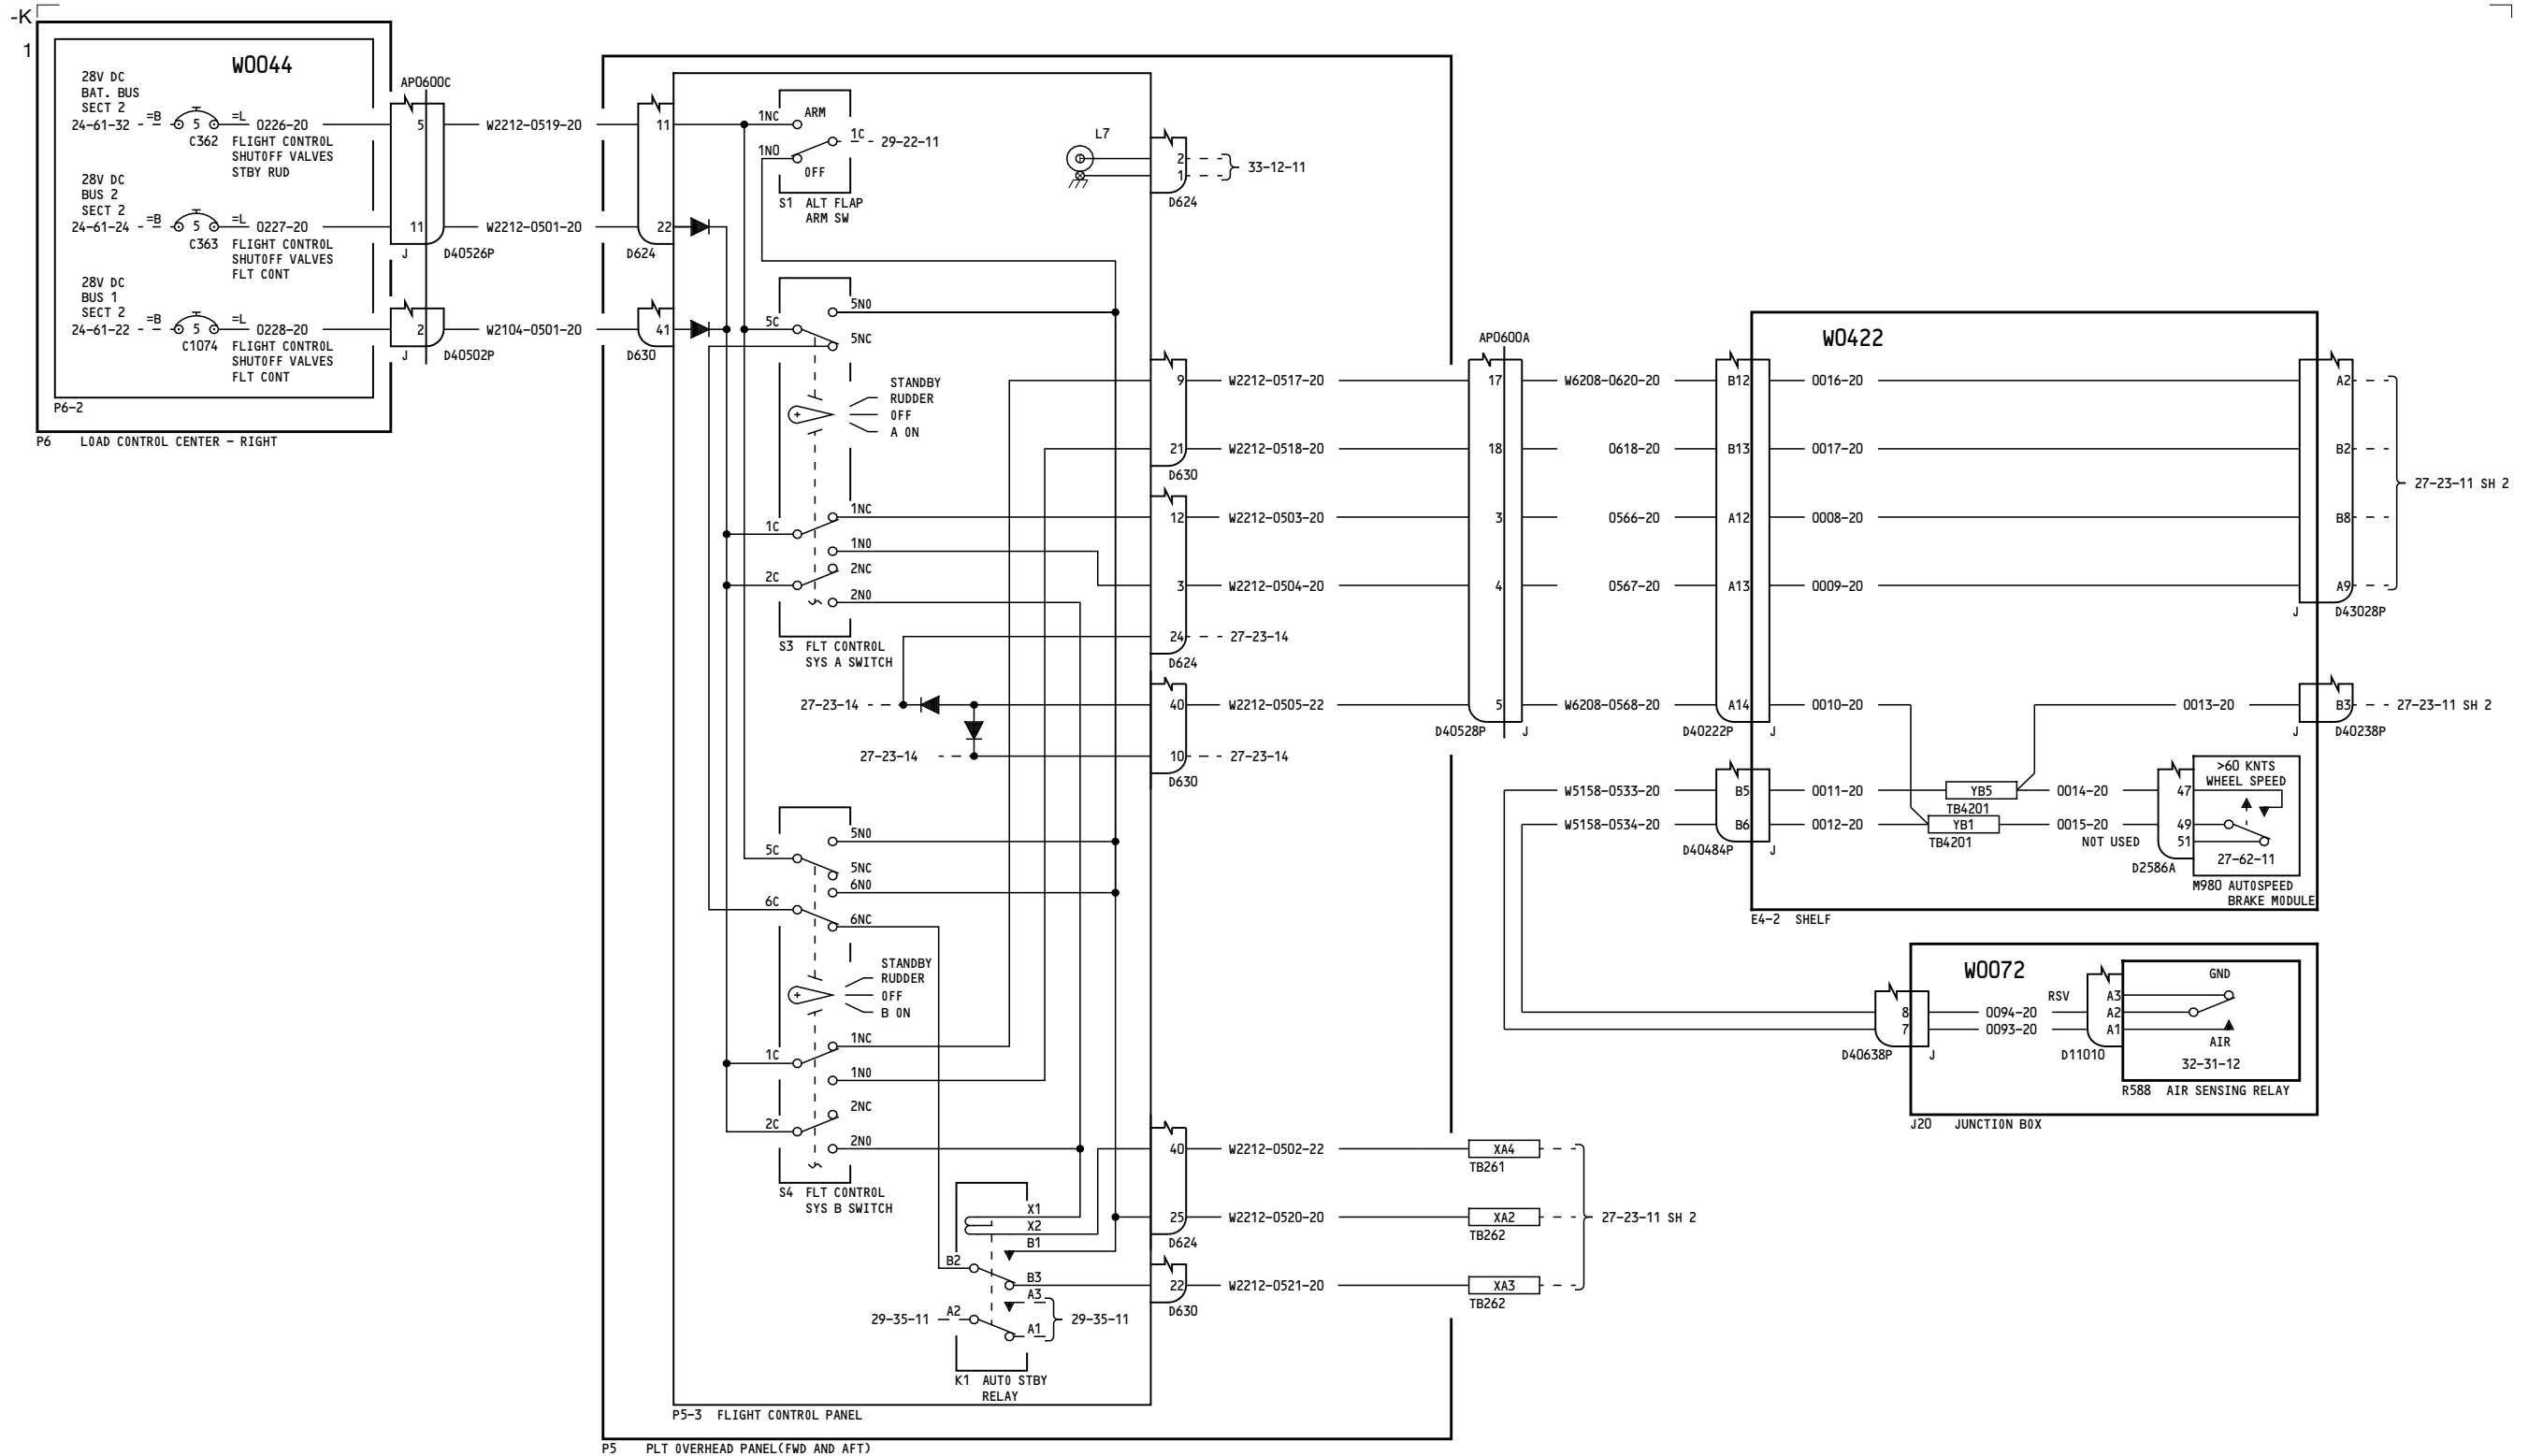 -K
1
W0044
28V DC
BAT. BUS
SECT 2
24-61-32
=B
5
C362
=L
0226-20
FLIGHT CONTROL
SHUTOFF VALVES
STBY RUD
28V DC
BUS 2
SECT 2
24-61-24
=B
5
C363
=L
0227-20
FLIGHT CONTROL
SHUTOFF VALVES
FLT CONT
28V DC
BUS 1
SECT 2
24-61-22
=B
5
C1074
=L
0228-20
FLIGHT CONTROL
SHUTOFF VALVES
FLT CONT
P6-2
P6 LOAD CONTROL CENTER - RIGHT
AP0600C
5
11
J
D40526P
2
J
D40502P
W2212-0519-20
W2212-0501-20
W2104-0501-20
11
22
D624
41
D630
1NC
ARM
1C
29-22-11
1NO
OFF
S1 ALT FLAP
ARM SW
L7
2
1
D624
33-12-11
5NO
5C
5NC
STANDBY
RUDDER
OFF
A ON
1NC
1C
1NO
2NC
2C
2NO
S3 FLT CONTROL
SYS A SWITCH
27-23-14
27-23-14
9
21
D630
12
3
24
D624
40
10
D630
W2212-0517-20
W2212-0518-20
W2212-0503-20
W2212-0504-20
27-23-14
W2212-0505-22
27-23-14
AP0600A
17
18
3
4
5
D40528P
J
W6208-0620-20
0618-20
0566-20
0567-20
W6208-0568-20
B12
B13
A12
A13
A14
D40222P
J
W0422
0016-20
0017-20
0008-20
0009-20
0010-20
A2
B2
B8
A9
J
D43028P
27-23-11 SH 2
0013-20
B3
J
D40238P
27-23-11 SH 2
W5158-0533-20
W5158-0534-20
B5
B6
D40484P
J
0011-20
0012-20
YB5
TB4201
YB1
TB4201
0014-20
0015-20
NOT USED
47
49
51
D2586A
>60 KNTS
WHEEL SPEED
27-62-11
M980 AUTOSPEED
BRAKE MODULE
E4-2 SHELF
5NO
5C
5NC
6NO
6C
6NC
STANDBY
RUDDER
OFF
B ON
1NC
1C
1NO
2NC
2C
2NO
S4 FLT CONTROL
SYS B SWITCH
X1
X2
B1
B2
B3
A3
29-35-11
A2
A1
29-35-11
K1 AUTO STBY
RELAY
40
25
D624
22
D630
W2212-0502-22
W2212-0520-20
W2212-0521-20
XA4
TB261
XA2
TB262
XA3
TB262
27-23-11 SH 2
W0072
8
7
D40638P
J
RSV
0094-20
0093-20
A3
A2
A1
D11010
GND
AIR
32-31-12
R588 AIR SENSING RELAY
J20 JUNCTION BOX
P5-3 FLIGHT CONTROL PANEL
P5 PLT OVERHEAD PANEL(FWD AND AFT)